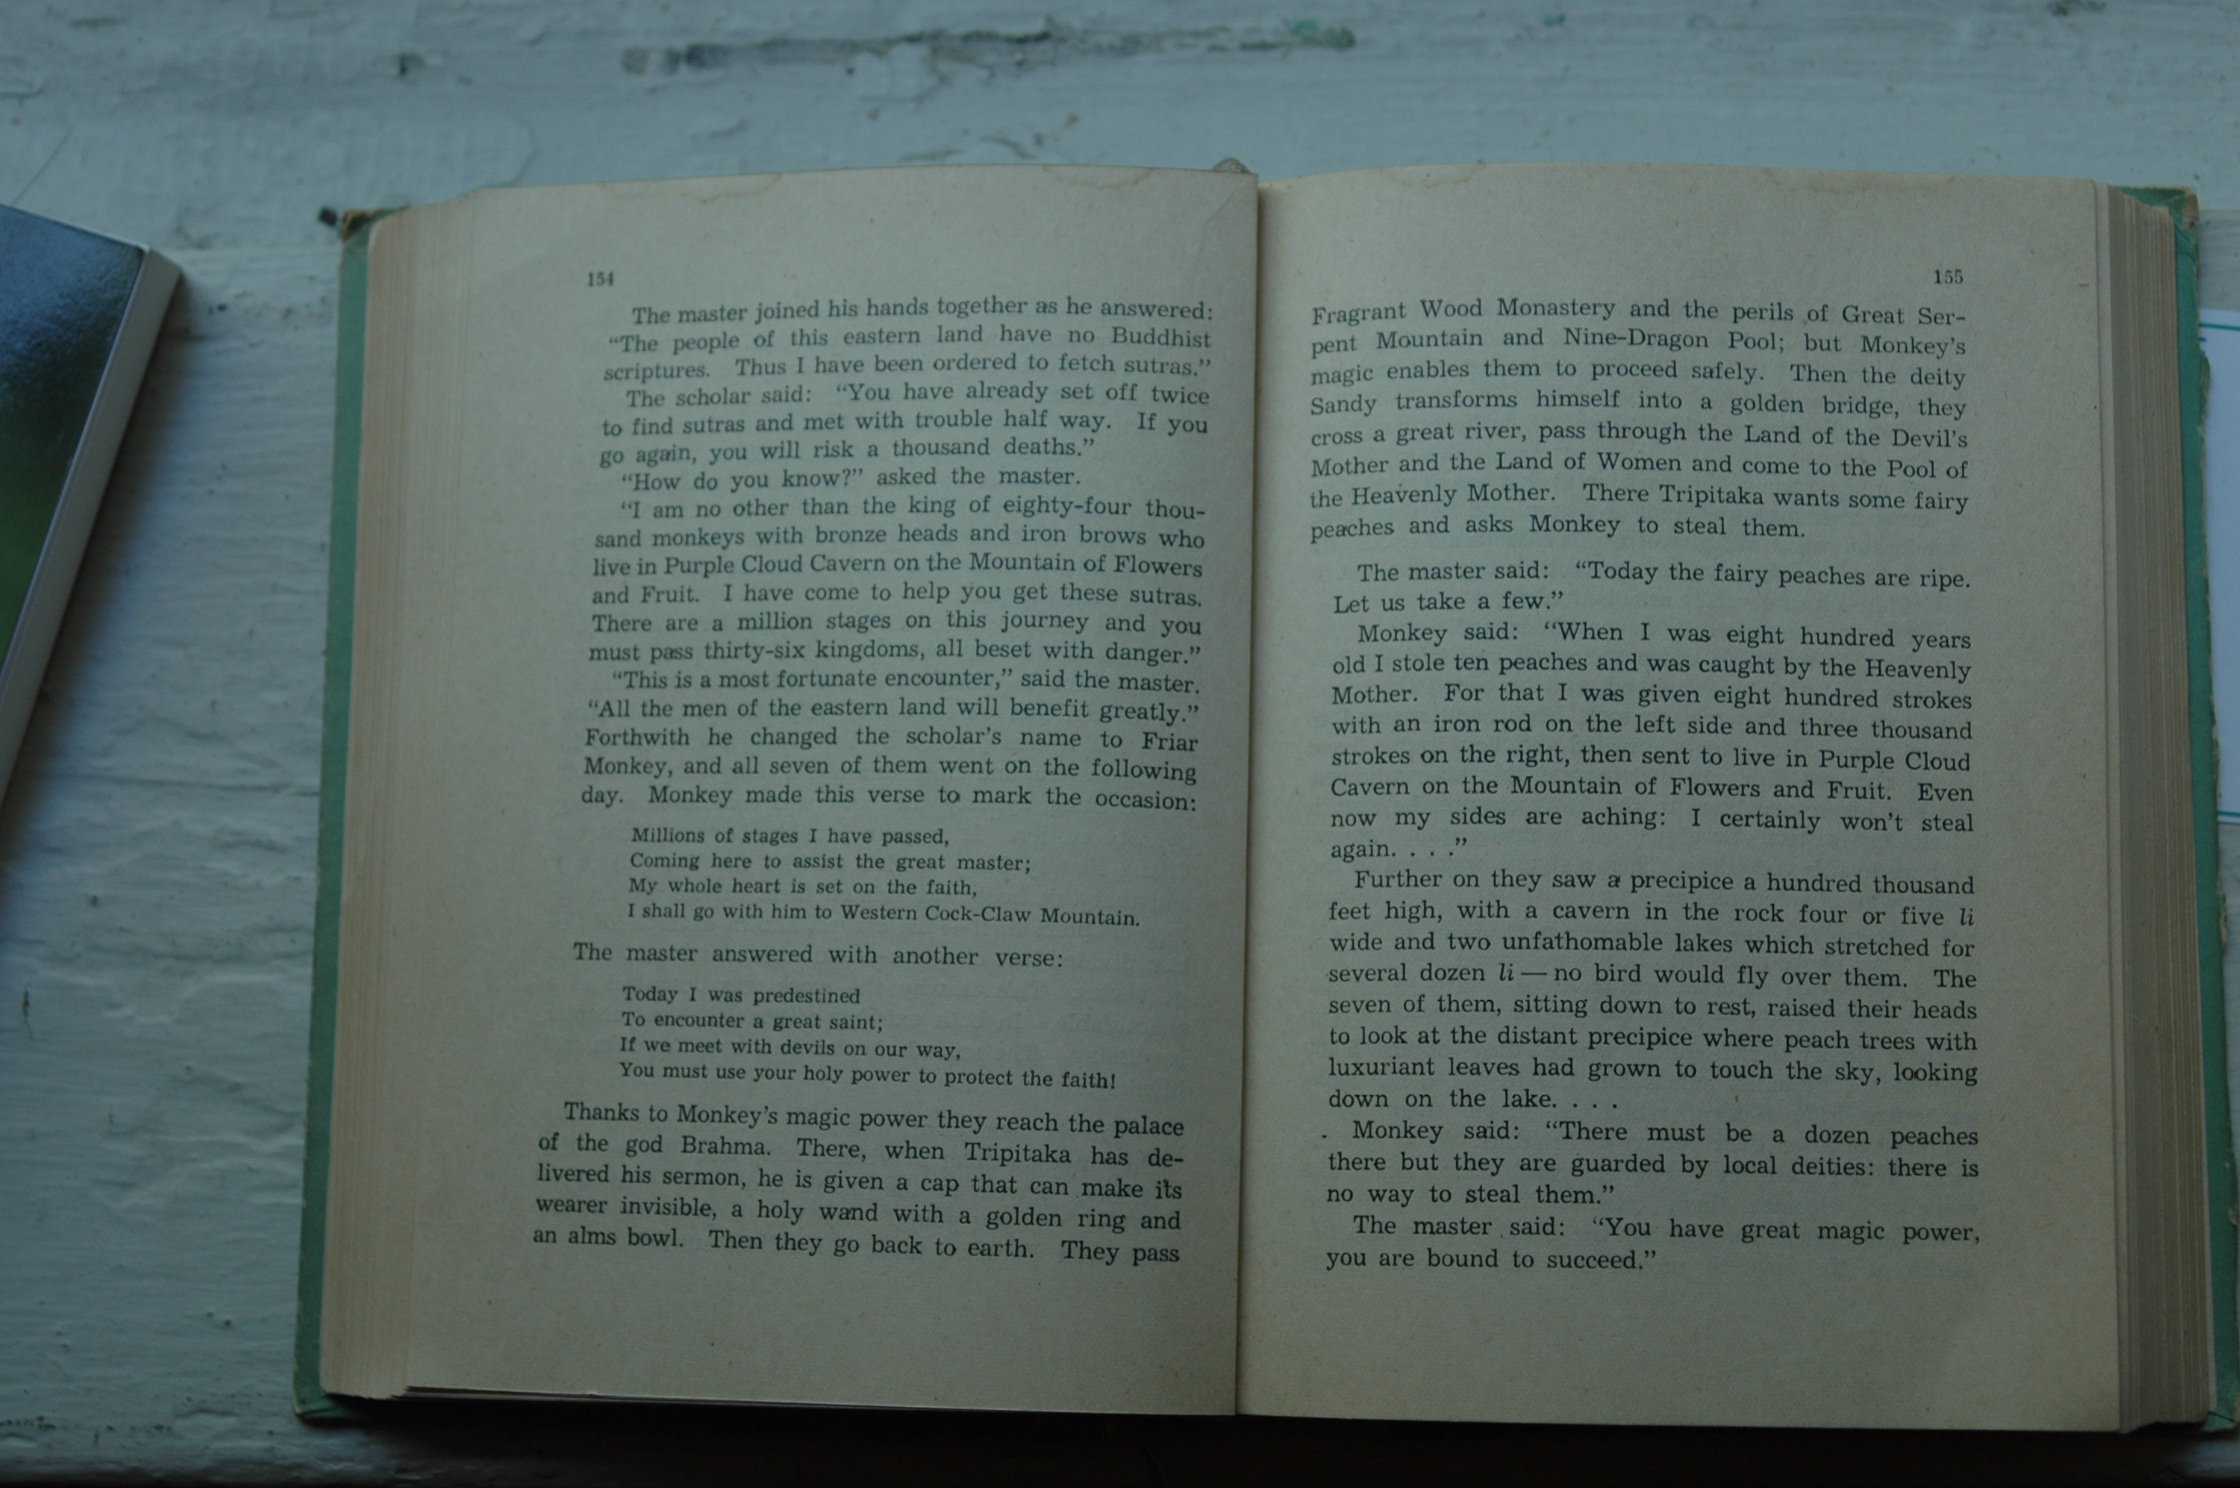 154
The master joined his hands together as he answered:
“The people of this eastern land have no Buddhist
scriptures. Thus I have been ordered to fetch sutras.”
The scholar said: “You have already set off twice
to find sutras and met with trouble half way. If you
go again, you will risk a thousand deaths.”
“How do you know?” asked the master.
“I am no other than the king of eighty-four thou-
sand monkeys with bronze heads and iron brows who
live in Purple Cloud Cavern on the Mountain of Flowers
and Fruit. I have come to help you get these sutras.
There are a million stages on this journey and you
must pass thirty-six kingdoms, all beset with danger.”
“This is a most fortunate encounter,” said the master.
“All the men of the eastern land will benefit greatly.”
Forthwith he changed the scholar’s name to Friar
Monkey, and all seven of them went on the following
day. Monkey made this verse to mark the occasion:
Millions of stages I have passed,
Coming here to assist the great master;
My whole heart is set on the faith,
I shall go with him to Western Cock-Claw Mountain.
The master answered with another verse:
Today I was predestined
To encounter a great saint;
If we meet with devils on our way,
You must use your holy power to protect the faith!
Thanks to Monkey’s magic power they reach the palace
of the god Brahma. There, when Tripitaka has de-
livered his sermon, he is given a cap that can make its
wearer invisible, a holy wand with a golden ring and
an alms bowl. Then they go back to earth. They pass
155
Fragrant Wood Monastery and the perils of Great Ser-
pent Mountain and Nine-Dragon Pool; but Monkey’s
magic enables them to proceed safely. Then the deity
Sandy transforms himself into a golden bridge, they
cross a great river, pass through the Land of the Devil’s
Mother and the Land of Women and come to the Pool of
the Heavenly Mother. There Tripitaka wants some fairy
peaches and asks Monkey to steal them.
The master said: “Today the fairy peaches are ripe.
Let us take a few.”
Monkey said: “When I was eight hundred years
old I stole ten peaches and was caught by the Heavenly
Mother. For that I was given eight hundred strokes
with an iron rod on the left side and three thousand
strokes on the right, then sent to live in Purple Cloud
Cavern on the Mountain of Flowers and Fruit. Even
now my sides are aching: I certainly won’t steal
again. . . .”
Further on they saw a precipice a hundred thousand
feet high, with a cavern in the rock four or five li
wide and two unfathomable lakes which stretched for
several dozen li — no bird would fly over them. The
seven of them, sitting down to rest, raised their heads
to look at the distant precipice where peach trees with
luxuriant leaves had grown to touch the sky, looking
down on the lake. . . .
Monkey said: “There must be a dozen peaches
there but they are guarded by local deities: there is
no way to steal them.”
The master said: “You have great magic power,
you are bound to succeed.”